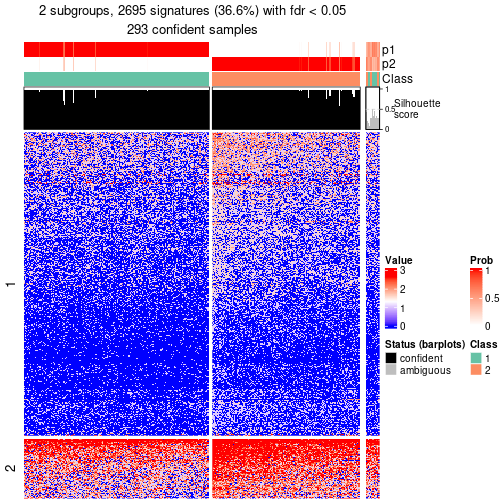 2 subgroups, 2695 signatures (36.6%) with fdr < 0.05
293 confident samples
p1
p2
Class
1
0.5
0
Silhouette
score
1
2
Value
3
2
1
0
Prob
1
0.5
0
Status (barplots)
confident
ambiguous
Class
1
2